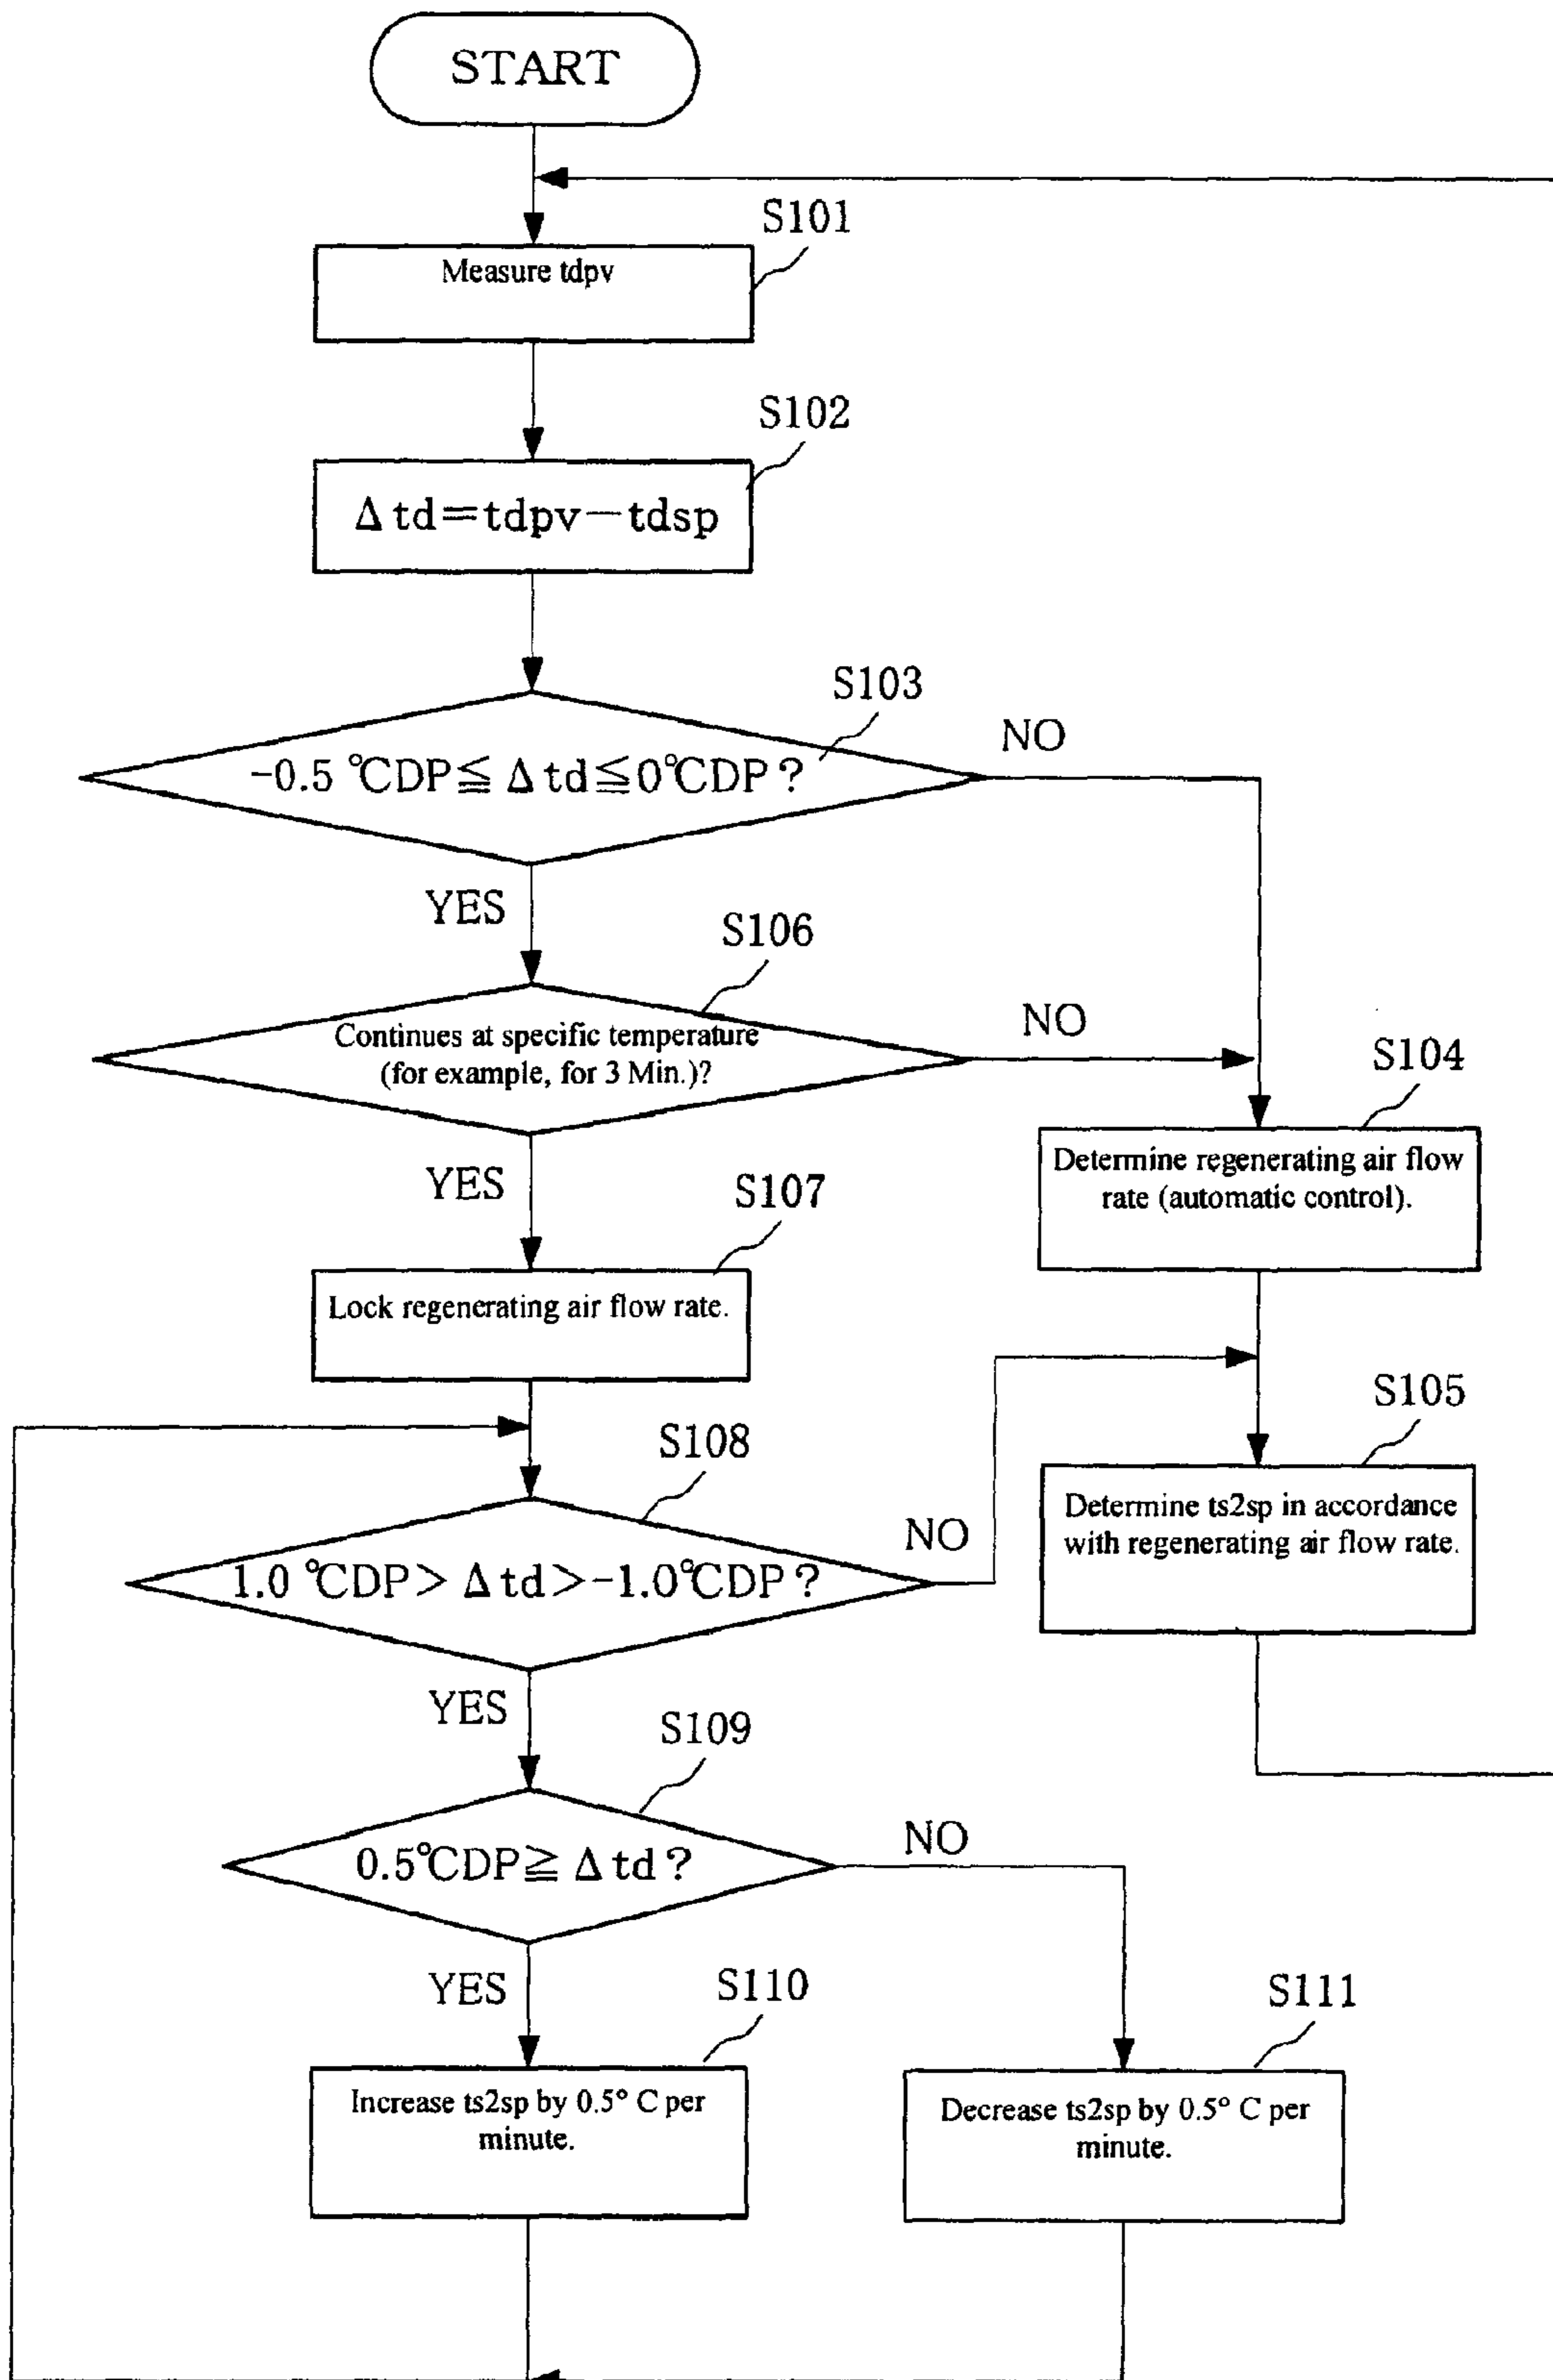 START
S101
Measure tdpv
S102
Δtd=tdpv−tdsp
S103
-0.5 ℃DP≦ Δtd≦0℃DP?
NO
YES
S106
Continues at specific temperature
(for example, for 3 Min.)?
NO
S104
Determine regenerating air flow
rate (automatic control).
YES
S107
Lock regenerating air flow rate.
S105
Determine ts2sp in accordance
with regenerating air flow rate.
S108
1.0 ℃DP> Δtd>-1.0℃DP?
NO
YES
S109
0.5℃DP≧ Δtd?
NO
YES
S110
Increase ts2sp by 0.5° C per
minute.
S111
Decrease ts2sp by 0.5° C per
minute.